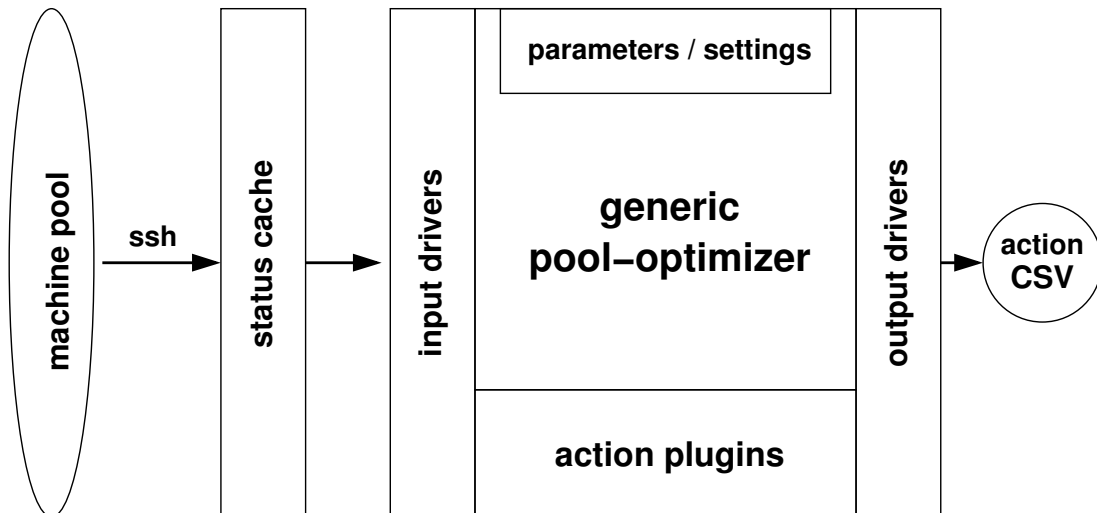 machine pool
ssh
status cache
input drivers
parameters / settings
generic
pool−optimizer
action plugins
output drivers
action
CSV